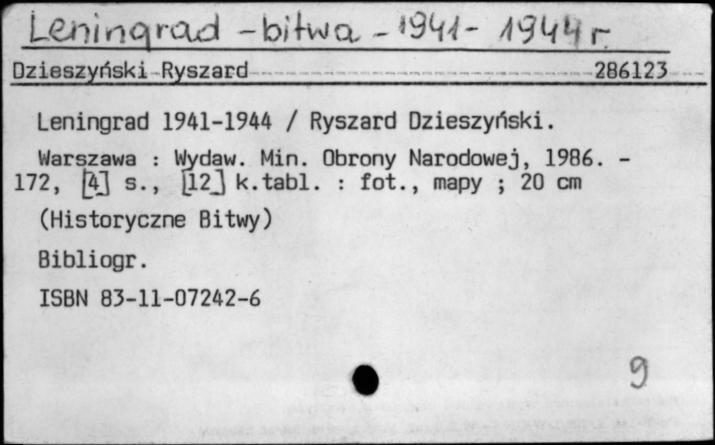 Leningrad - bitwa - 1941 - 1944 r.
Dzieszyński Ryszard 286123
Leningrad 1941-1944 / Ryszard Dzieszyński.
Warszawa : Wydaw. Min. Obrony Narodowej, 1986. -
172, [4] s., [12] k.tabl. : fot., mapy ; 20 cm
(Historyczne Bitwy)
Bibliogr.
ISBN 83-11-07242-6
9